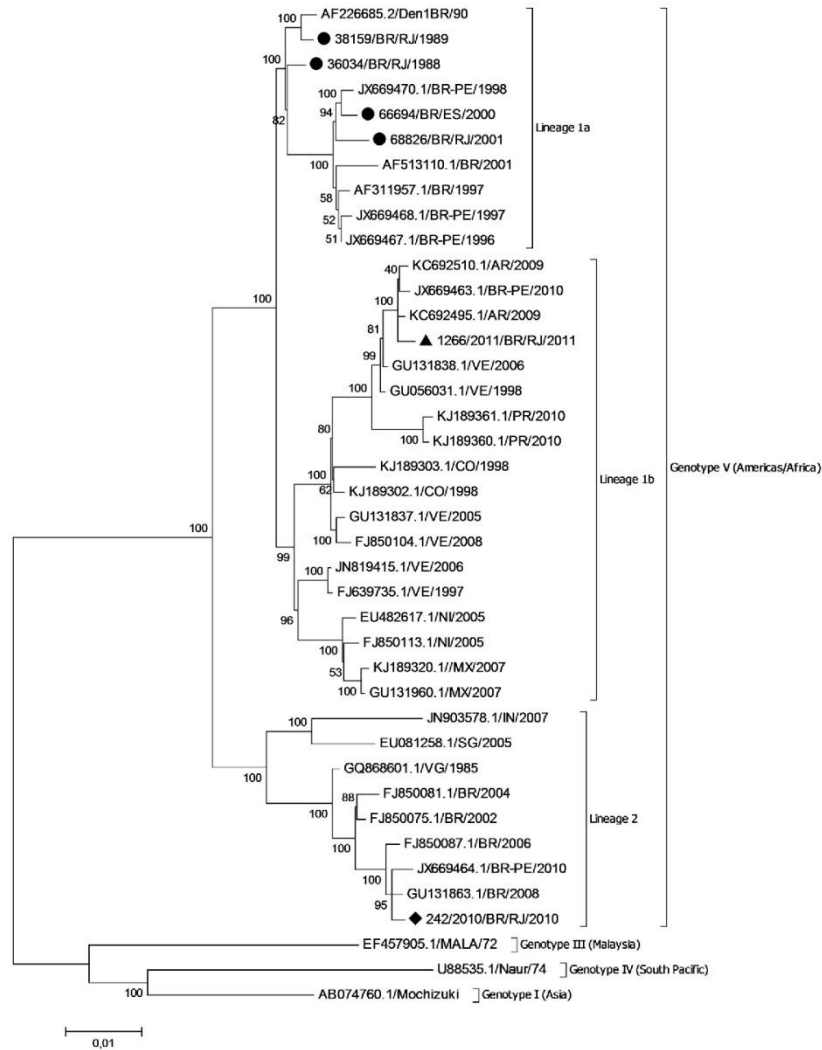 AF226685.2/Den1BR/90
100
38159/BR/RJ/1989
100
36034/BR/RJ/1988
JX669470.1/BR-PE/1998
100
82
94
66694/BR/ES/2000
68826/BR/RJ/2001
Lineage 1a
100
AF513110.1/BR/2001
58
AF311957.1/BR/1997
52
JX669468.1/BR-PE/1997
51
JX669467.1/BR-PE/1996
40
KC692510.1/AR/2009
JX669463.1/BR-PE/2010
100
100
KC692495.1/AR/2009
81
1266/2011/BR/RJ/2011
99
GU131838.1/VE/2006
100
GU056031.1/VE/1998
KJ189361.1/PR/2010
80
100
KJ189360.1/PR/2010
KJ189303.1/CO/1998
Lineage 1b
Genotype V (Americas/Africa)
100
62
KJ189302.1/CO/1998
GU131837.1/VE/2005
100
100
FJ850104.1/VE/2008
99
100
JN819415.1/VE/2006
FJ639735.1/VE/1997
96
EU482617.1/NI/2005
100
FJ850113.1/NI/2005
53
KJ189320.1//MX/2007
100
GU131960.1/MX/2007
100
JN903578.1/IN/2007
EU081258.1/SG/2005
100
GQ868601.1/VG/1985
88
FJ850081.1/BR/2004
100
FJ850075.1/BR/2002
Lineage 2
100
FJ850087.1/BR/2006
100
JX669464.1/BR-PE/2010
95
GU131863.1/BR/2008
242/2010/BR/RJ/2010
EF457905.1/MALA/72
Genotype III (Malaysia)
U88535.1/Naur/74
Genotype IV (South Pacific)
100
AB074760.1/Mochizuki
Genotype I (Asia)
0,01